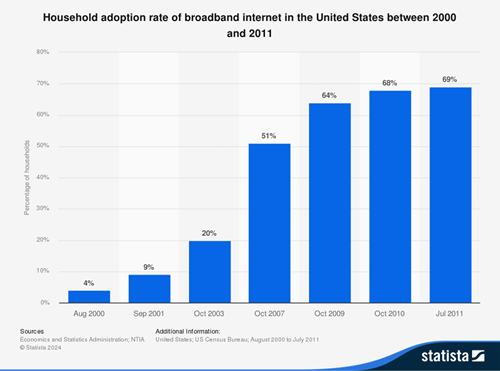 Household adoption rate of broadband internet in the United States between 2000
and 2011
Percentage of households
80%
70%
60%
50%
40%
30%
20%
10%
0%
4%
9%
20%
51%
64%
68%
69%
Aug 2000
Sep 2001
Oct 2003
Oct 2007
Oct 2009
Oct 2010
Jul 2011
Sources
Economics and Statistics Administration; NTIA
© Statista 2024
Additional Information:
United States; US Census Bureau; August 2000 to July 2011
statista